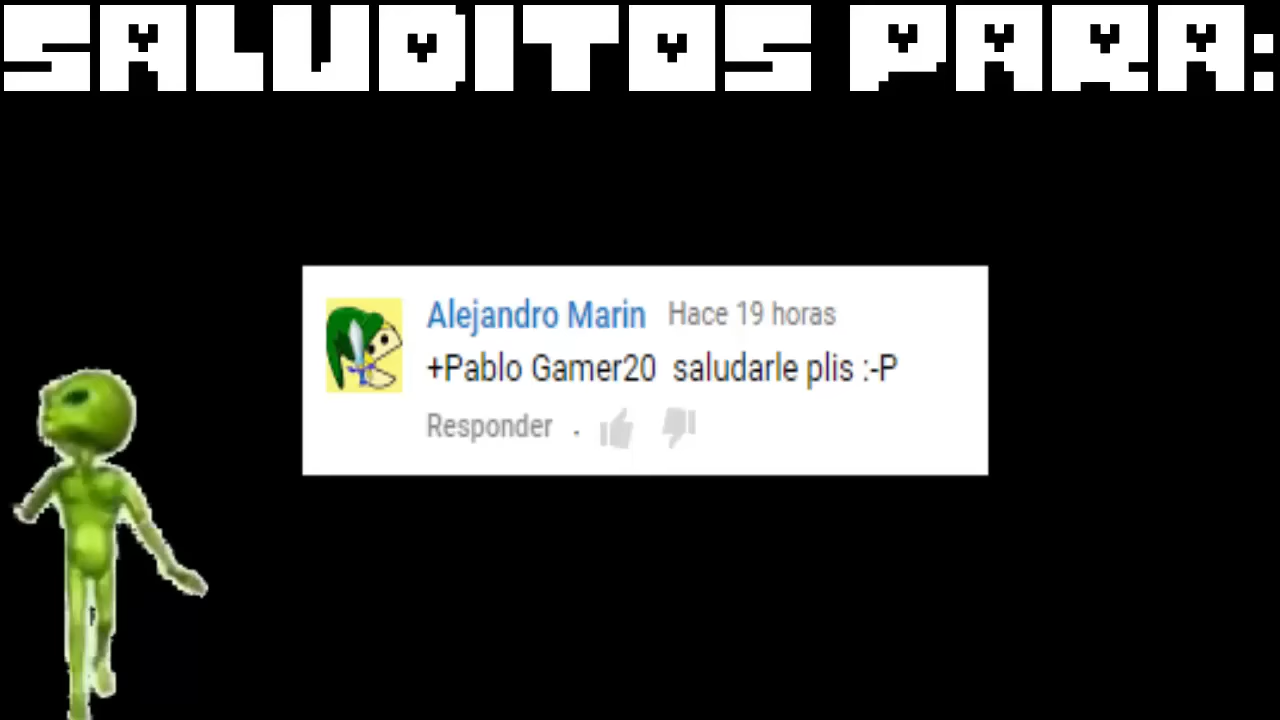 SALUDITOS PARA:
Alejandro Marin Hace 19 horas
+Pablo Gamer20 saludarle plis :-P
Responder .